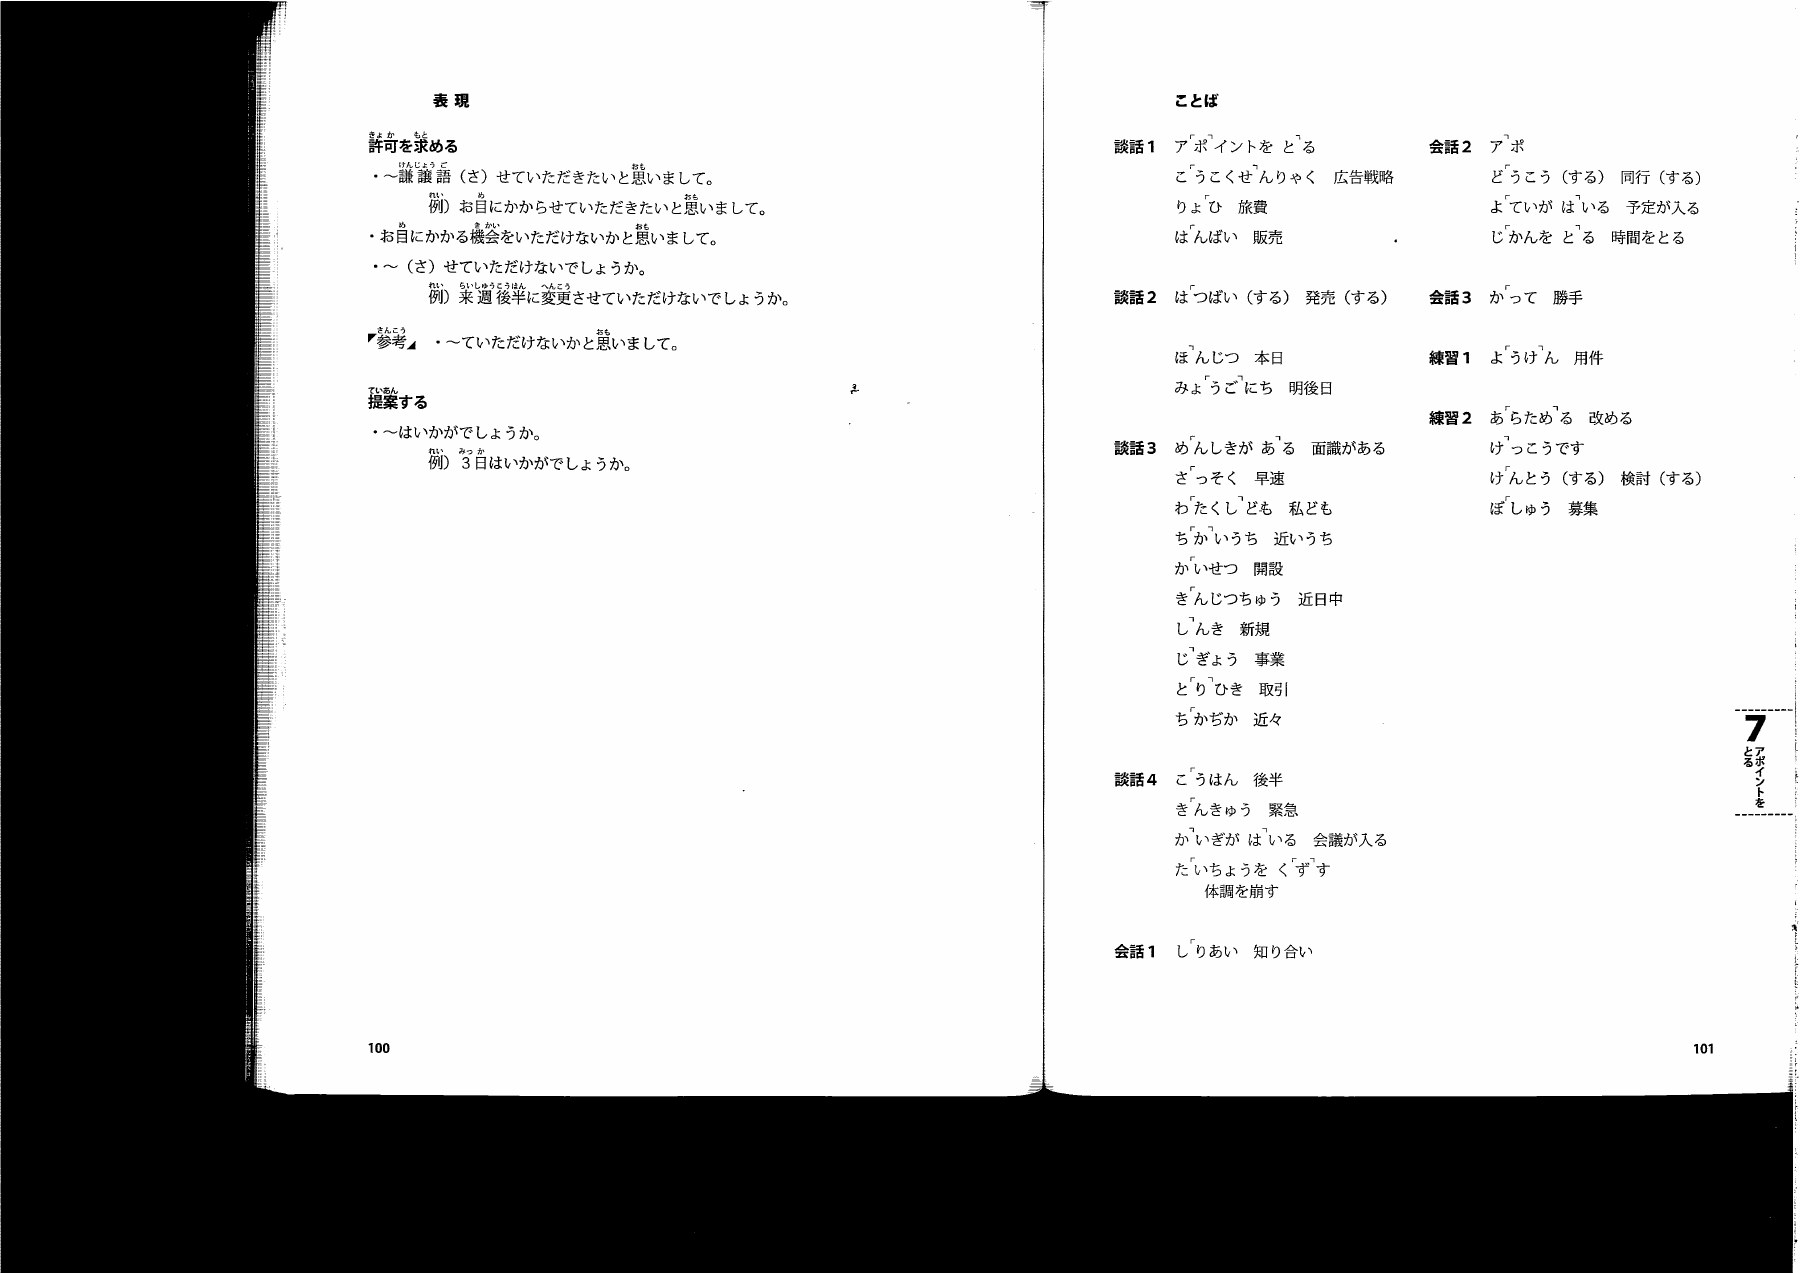 表現
許可を求める
・～謙譲語（さ）せていただきたいと思いまして。
例）お目にかからせていただきたいと思いまして。
・お目にかかる機会をいただけないかと思いまして。
・～（さ）せていただけないでしょうか。
例）来週後半に変更させていただけないでしょうか。
参考 ・～ていただけないかと思いまして。
提案する
・～はいかがでしょうか。
例）３日はいかがでしょうか。
100
ことば
談話1 ア「ポ」イントを と」る
こ「うこくせ」んりゃく 広告戦略
りょ「ひ 旅費
は「んばい 販売
談話2 は「つばい（する） 発売（する）
ほ」んじつ 本日
みょ「うご」にち 明後日
談話3 め「んしきが あ」る 面識がある
さ「っそく 早速
わ「たくし」ども 私ども
ち「か」いうち 近いうち
か「いせつ 開設
き「んじつちゅう 近日中
し」んき 新規
じ」ぎょう 事業
と「り」ひき 取引
ち「かぢか 近々
談話4 こ「うはん 後半
き「んきゅう 緊急
か」いぎが は」いる 会議が入る
た「いちょうを く「ず」す
体調を崩す
会話1 し「りあい 知り合い
会話2 ア」ポ
ど「うこう（する） 同行（する）
よ「ていが は」いる 予定が入る
じ「かんを と」る 時間をとる
会話3 か「って 勝手
練習1 よ「うけ」ん 用件
練習2 あ「らため」る 改める
け」っこうです
け「んとう（する） 検討（する）
ぼ「しゅう 募集
7
アポイントを
とる
101